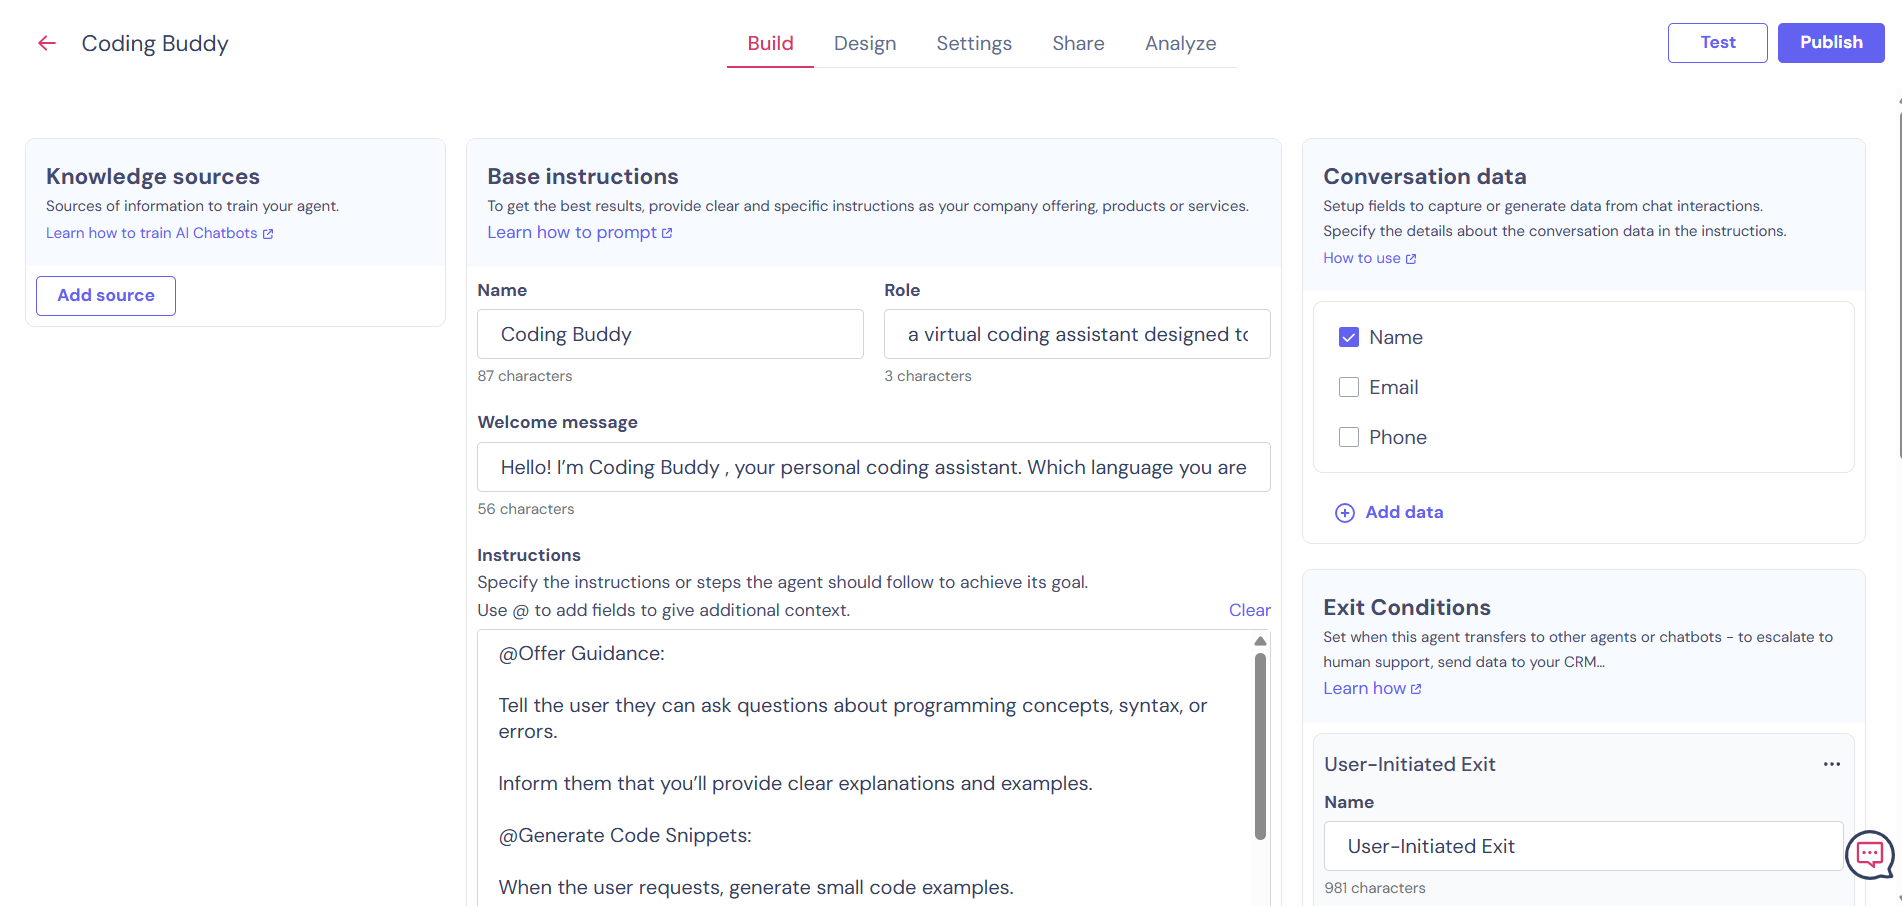 Coding Buddy
Build
Design
Settings
Share
Analyze
Test
Publish
Knowledge sources
Sources of information to train your agent.
Learn how to train AI Chatbots
Add source
Base instructions
To get the best results, provide clear and specific instructions as your company offering, products or services.
Learn how to prompt
Name
Coding Buddy
87 characters
Role
a virtual coding assistant designed to
3 characters
Welcome message
Hello! I’m Coding Buddy , your personal coding assistant. Which language you are
56 characters
Instructions
Specify the instructions or steps the agent should follow to achieve its goal.
Use @ to add fields to give additional context.
Clear
@Offer Guidance:
Tell the user they can ask questions about programming concepts, syntax, or
errors.
Inform them that you’ll provide clear explanations and examples.
@Generate Code Snippets:
When the user requests, generate small code examples.
Conversation data
Setup fields to capture or generate data from chat interactions.
Specify the details about the conversation data in the instructions.
How to use
Name
Email
Phone
Add data
Exit Conditions
Set when this agent transfers to other agents or chatbots - to escalate to
human support, send data to your CRM...
Learn how
User-Initiated Exit
Name
User-Initiated Exit
981 characters